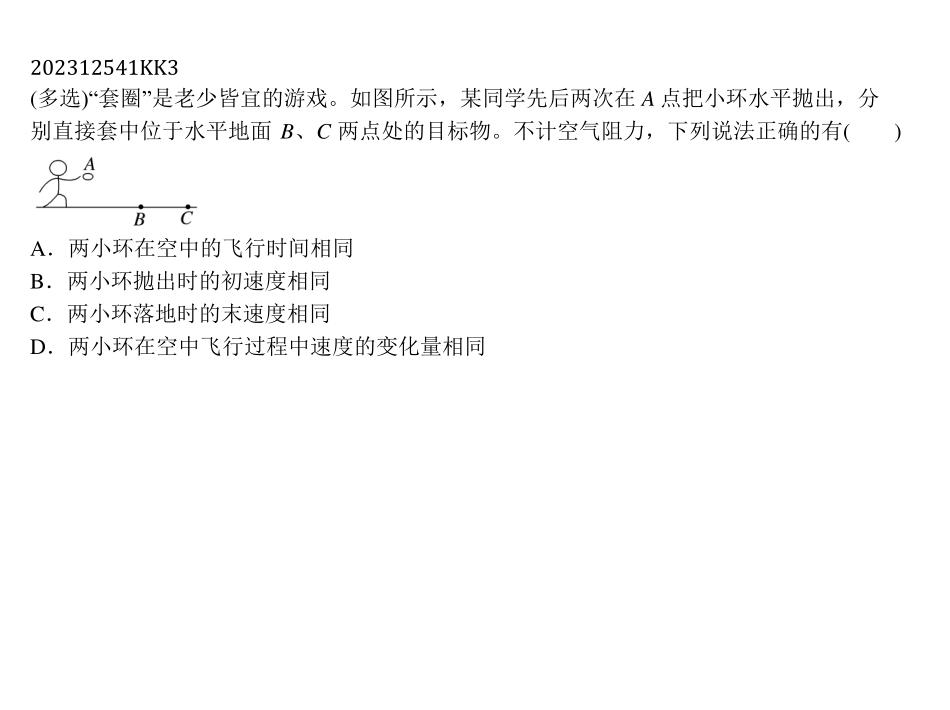 202312541KK3
(多选)“套圈”是老少皆宜的游戏。如图所示，某同学先后两次在 A 点把小环水平抛出，分
别直接套中位于水平地面 B、C 两点处的目标物。不计空气阻力，下列说法正确的有(　　)
A
B C
A．两小环在空中的飞行时间相同
B．两小环抛出时的初速度相同
C．两小环落地时的末速度相同
D．两小环在空中飞行过程中速度的变化量相同